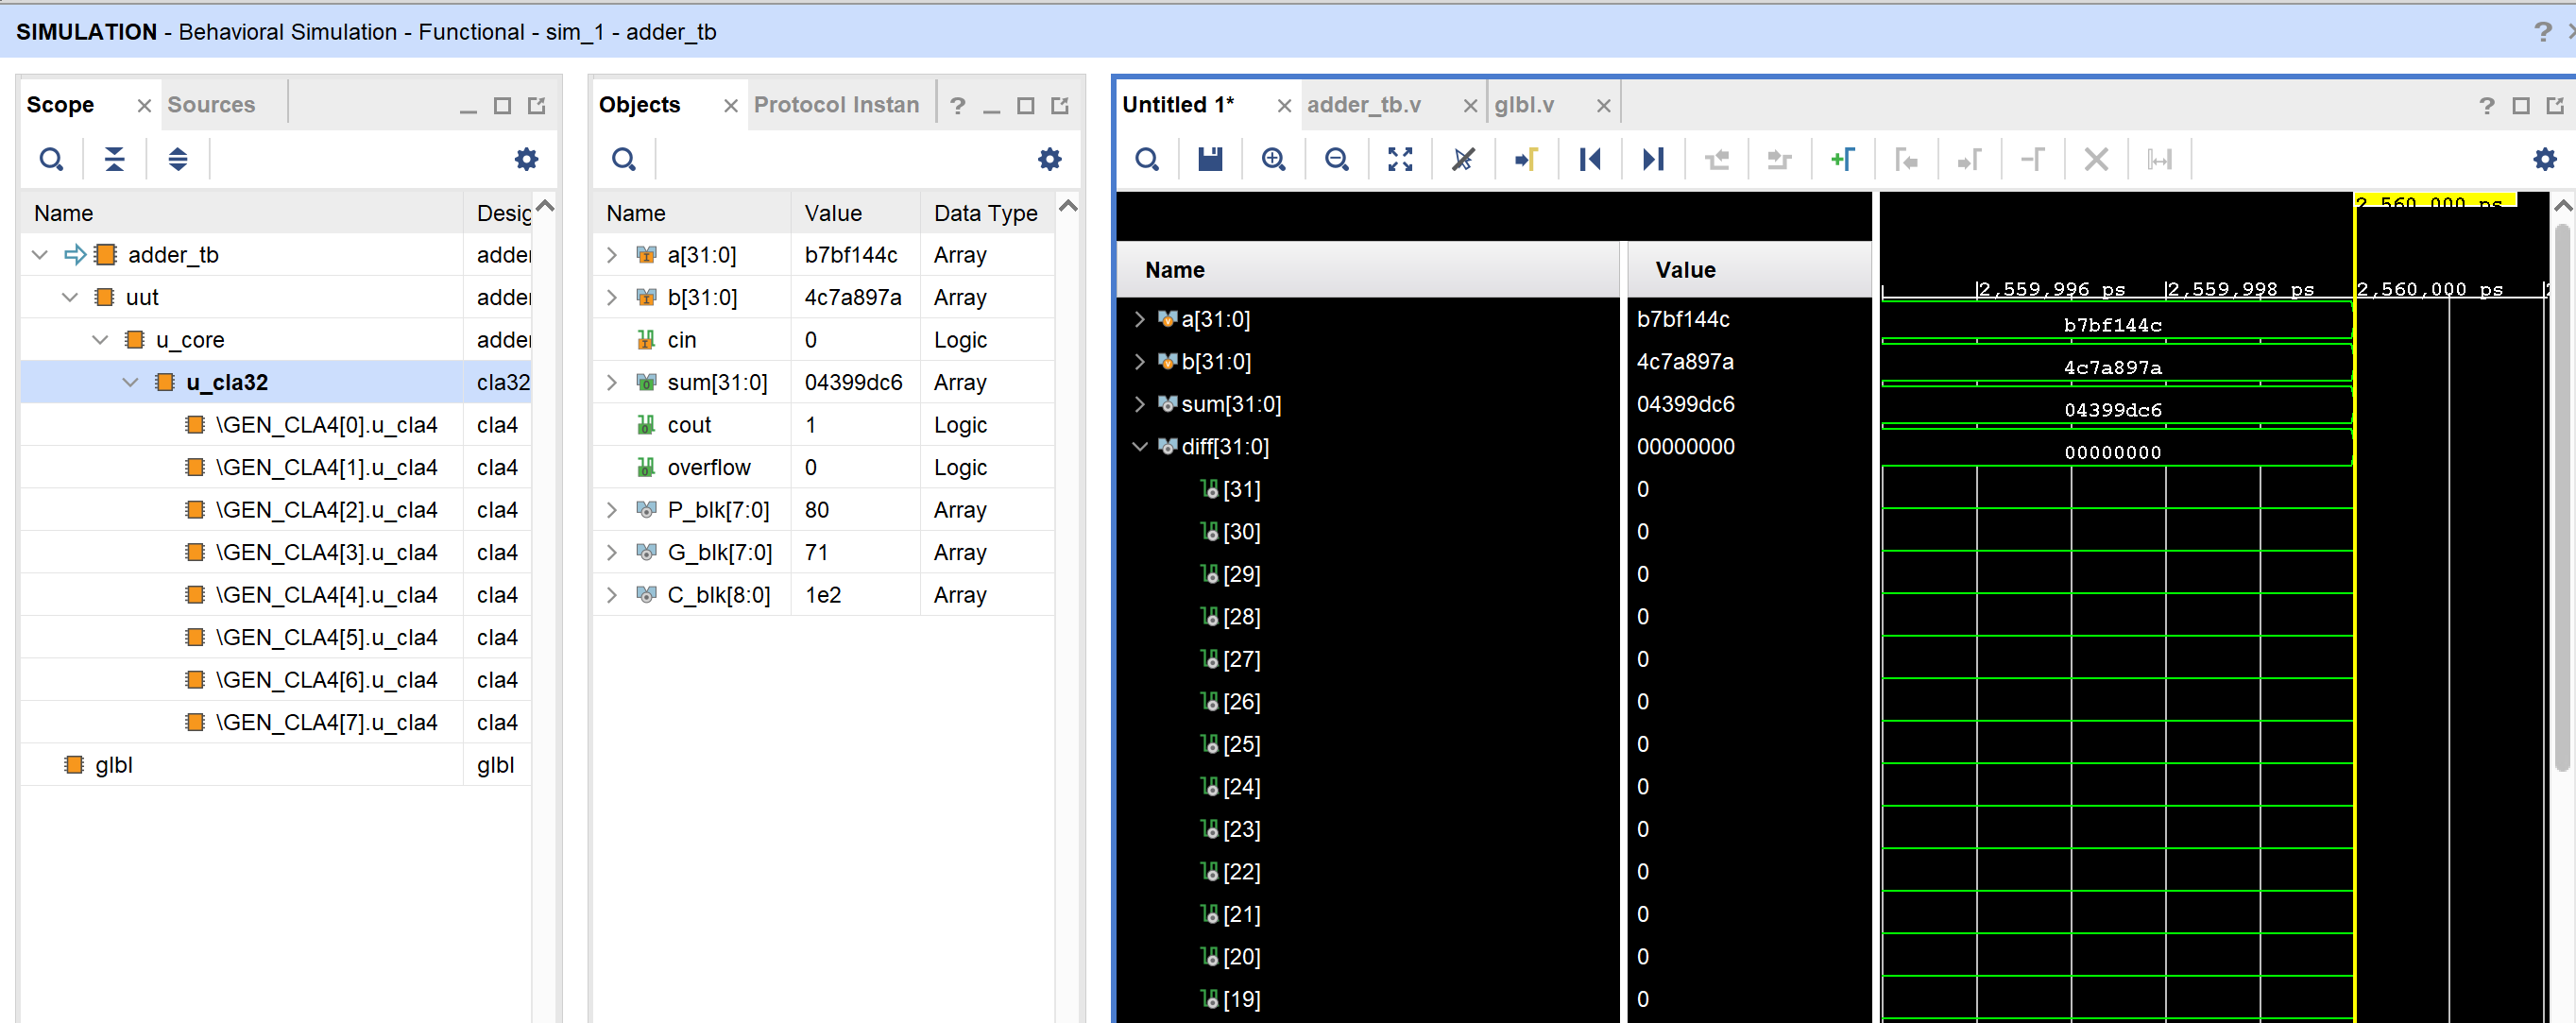 SIMULATION - Behavioral Simulation - Functional - sim_1 - adder_tb
Scope
Sources
Name
Desig
adder_tb
adder
uut
adder
u_core
adder
u_cla32
cla32
\GEN_CLA4[0].u_cla4
cla4
\GEN_CLA4[1].u_cla4
cla4
\GEN_CLA4[2].u_cla4
cla4
\GEN_CLA4[3].u_cla4
cla4
\GEN_CLA4[4].u_cla4
cla4
\GEN_CLA4[5].u_cla4
cla4
\GEN_CLA4[6].u_cla4
cla4
\GEN_CLA4[7].u_cla4
cla4
glbl
glbl
Objects
Protocol Instan
Name
Value
Data Type
a[31:0]
b7bf144c
Array
b[31:0]
4c7a897a
Array
cin
0
Logic
sum[31:0]
04399dc6
Array
cout
1
Logic
overflow
0
Logic
P_blk[7:0]
80
Array
G_blk[7:0]
71
Array
C_blk[8:0]
1e2
Array
Untitled 1*
adder_tb.v
glbl.v
Name
Value
a[31:0]
b7bf144c
b[31:0]
4c7a897a
sum[31:0]
04399dc6
diff[31:0]
00000000
[31]
0
[30]
0
[29]
0
[28]
0
[27]
0
[26]
0
[25]
0
[24]
0
[23]
0
[22]
0
[21]
0
[20]
0
[19]
0
2,560,000 ps
2,559,996 ps
2,559,998 ps
2,560,000 ps
b7bf144c
4c7a897a
04399dc6
00000000